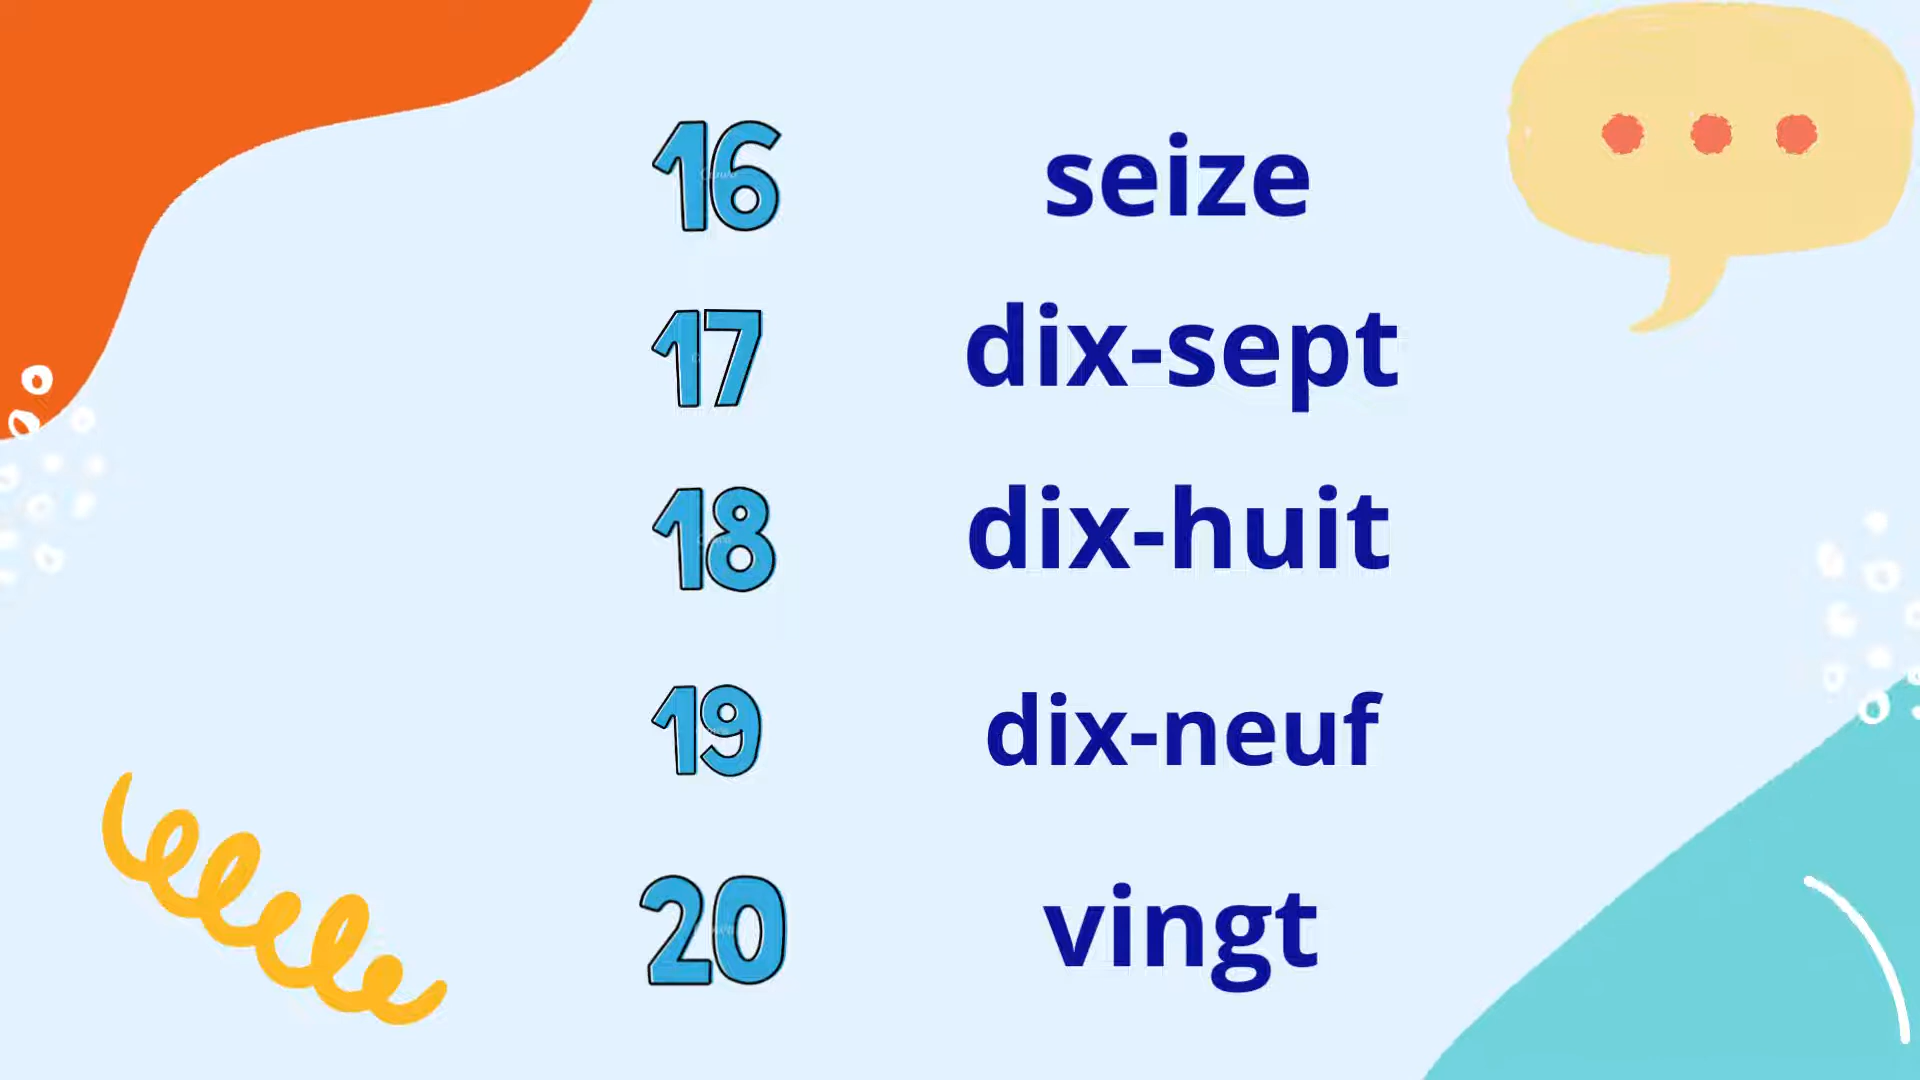 16 seize
17 dix-sept
18 dix-huit
19 dix-neuf
20 vingt